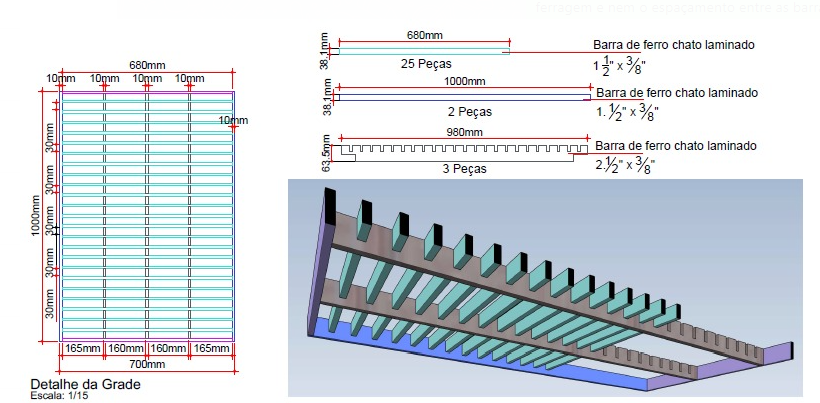 680mm
10mm 10mm 10mm 10mm
10mm
30mm
30mm
1000mm
10mm
30mm
30mm
165mm 160mm 160mm 165mm
700mm
Detalhe da Grade
Escala: 1/15
680mm
38,1mm
25 Peças
Barra de ferro chato laminado
1 1/2" x 3/8"
1000mm
38,1mm
2 Peças
Barra de ferro chato laminado
1.1/2" x 3/8"
980mm
63,5mm
3 Peças
Barra de ferro chato laminado
2.1/2" x 3/8"